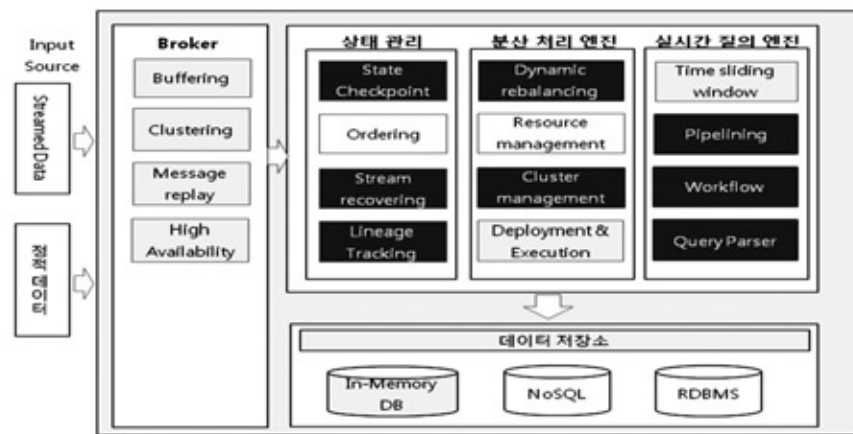 Input
Source
Streamed Data
정적 데이터
Broker
Buffering
Clustering
Message
replay
High
Availability
상태 관리
State
Checkpoint
Ordering
Stream
recovering
Lineage
Tracking
분산 처리 엔진
Dynamic
rebalancing
Resource
management
Cluster
management
Deployment &
Execution
실시간 질의 엔진
Time sliding
window
Pipelining
Workflow
Query Parser
데이터 저장소
In-Memory
DB
NoSQL
RDBMS